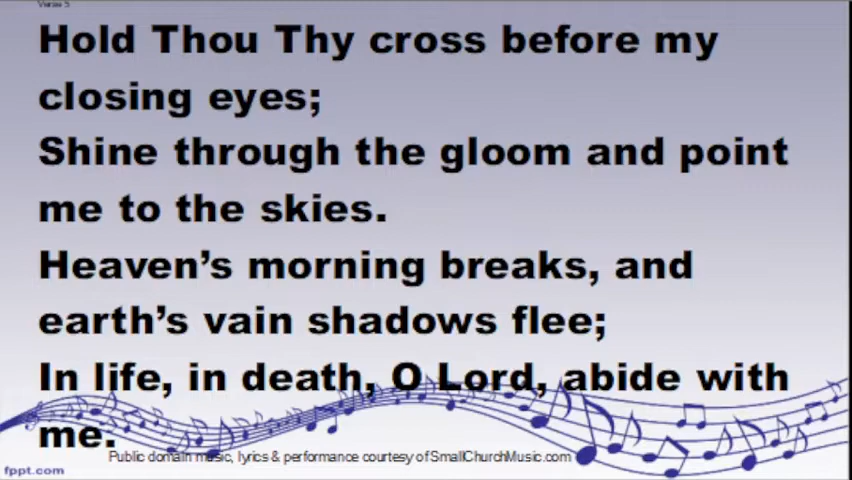 Verse 5
Hold Thou Thy cross before my
closing eyes;
Shine through the gloom and point
me to the skies.
Heaven’s morning breaks, and
earth’s vain shadows flee;
In life, in death, O Lord, abide with
me.
Public domain music, lyrics & performance courtesy of SmallChurchMusic.com
fppt.com